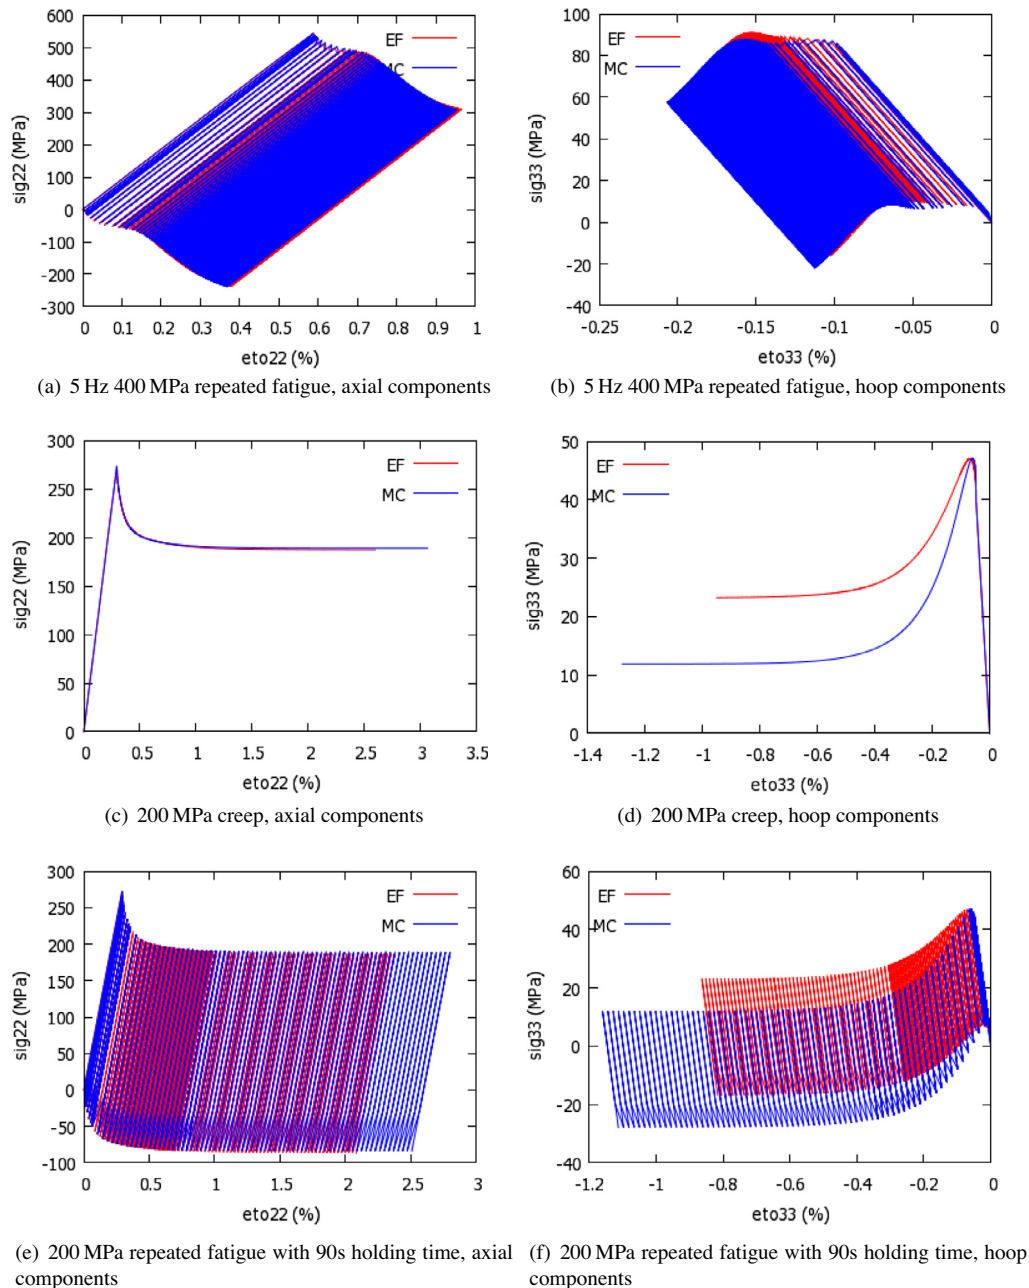 600
500
400
300
200
100
0
-100
-200
-300
sig22 (MPa)
EF
MC
0 0.1 0.2 0.3 0.4 0.5 0.6 0.7 0.8 0.9 1
eto22 (%)
(a) 5 Hz 400 MPa repeated fatigue, axial components
100
80
60
40
20
0
-20
-40
sig33 (MPa)
EF
MC
-0.25 -0.2 -0.15 -0.1 -0.05 0
eto33 (%)
(b) 5 Hz 400 MPa repeated fatigue, hoop components
300
250
200
150
100
50
0
sig22 (MPa)
EF
MC
0 0.5 1 1.5 2 2.5 3 3.5
eto22 (%)
(c) 200 MPa creep, axial components
50
40
30
20
10
0
sig33 (MPa)
EF
MC
-1.4 -1.2 -1 -0.8 -0.6 -0.4 -0.2 0
eto33 (%)
(d) 200 MPa creep, hoop components
300
250
200
150
100
50
0
-50
-100
sig22 (MPa)
EF
MC
0 0.5 1 1.5 2 2.5 3
eto22 (%)
(e) 200 MPa repeated fatigue with 90s holding time, axial
components
60
40
20
0
-20
-40
sig33 (MPa)
EF
MC
-1.2 -1 -0.8 -0.6 -0.4 -0.2 0
eto33 (%)
(f) 200 MPa repeated fatigue with 90s holding time, hoop
components